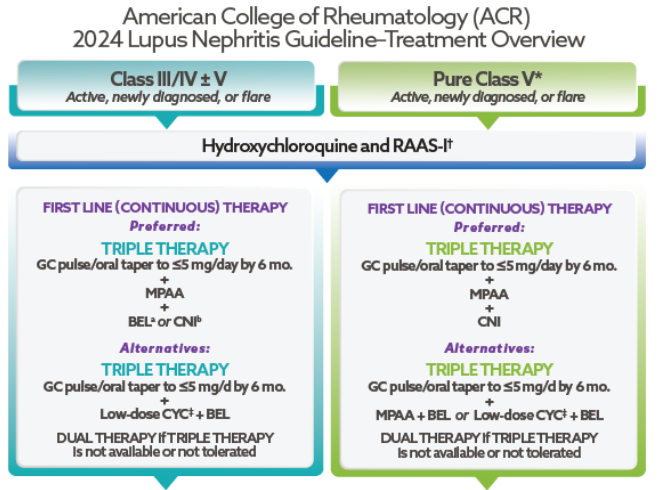 American College of Rheumatology (ACR)
2024 Lupus Nephritis Guideline–Treatment Overview
Class III/IV ± V
Active, newly diagnosed, or flare
Pure Class V*
Active, newly diagnosed, or flare
Hydroxychloroquine and RAAS-I†
FIRST LINE (CONTINUOUS) THERAPY
Preferred:
TRIPLE THERAPY
GC pulse/oral taper to ≤5 mg/day by 6 mo.
+
MPAA
+
BELª or CNIᵇ
Alternatives:
TRIPLE THERAPY
GC pulse/oral taper to ≤5 mg/d by 6 mo.
+
Low-dose CYC‡ + BEL
DUAL THERAPY if TRIPLE THERAPY
is not available or not tolerated
FIRST LINE (CONTINUOUS) THERAPY
Preferred:
TRIPLE THERAPY
GC pulse/oral taper to ≤5 mg/day by 6 mo.
+
MPAA
+
CNI
Alternatives:
TRIPLE THERAPY
GC pulse/oral taper to ≤5 mg/d by 6 mo.
+
MPAA + BEL or Low-dose CYC‡ + BEL
DUAL THERAPY if TRIPLE THERAPY
is not available or not tolerated